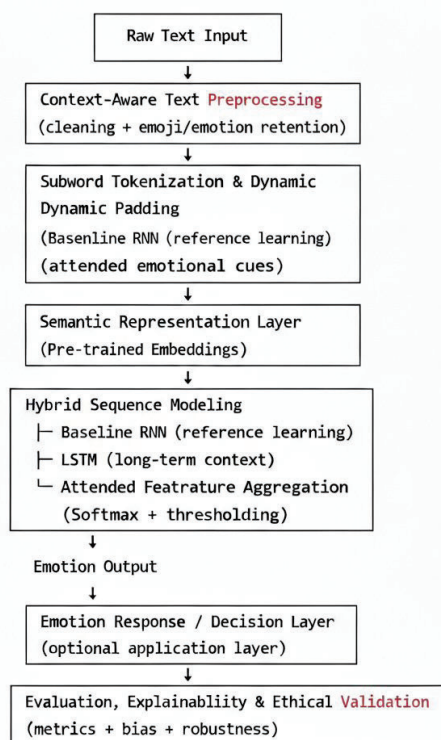 Raw Text Input
Context-Aware Text Preprocessing
(cleaning + emoji/emotion retention)
Subword Tokenization & Dynamic
Dynamic Padding
(Basenline RNN (reference learning)
(attended emotional cues)
Semantic Representation Layer
(Pre-trained Embeddings)
Hybrid Sequence Modeling
Baseline RNN (reference learning)
LSTM (long-term context)
Attended Featrature Aggregation
(Softmax + thresholding)
Emotion Output
Emotion Response / Decision Layer
(optional application layer)
Evaluation, Explainabliity & Ethical Validation
(metrics + bias + robustness)